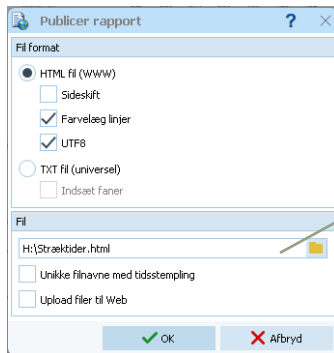 Publicer rapport ?
Fil format
HTML fil (WWW)
Sideskift
Farvelæg linjer
UTF8
TXT fil (universel)
Indsæt faner
Fil
H:\Stræktider.html
Unikke filnavne med tidsstempling
Upload filer til Web
OK Afbryd